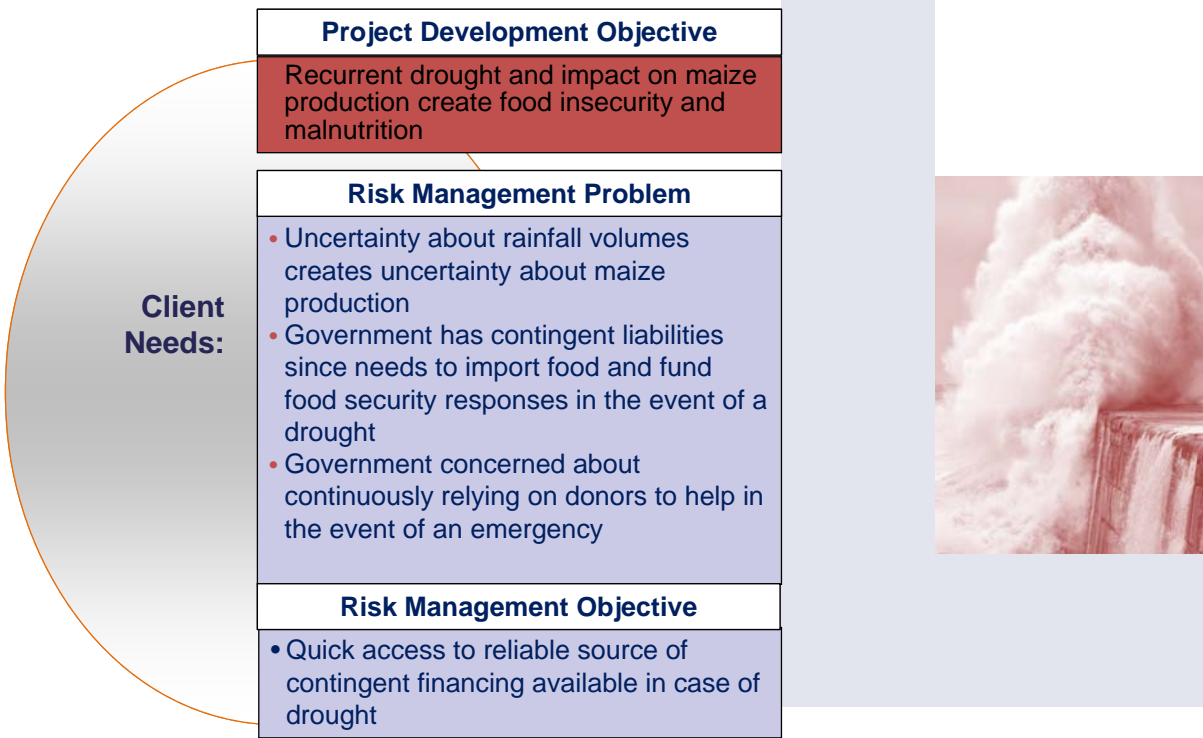 Project Development Objective
Recurrent drought and impact on maize
production create food insecurity and
malnutrition
Risk Management Problem
• Uncertainty about rainfall volumes
creates uncertainty about maize
production
• Government has contingent liabilities
since needs to import food and fund
food security responses in the event of a
drought
• Government concerned about
continuously relying on donors to help in
the event of an emergency
Client
Needs:
Risk Management Objective
• Quick access to reliable source of
contingent financing available in case of
drought